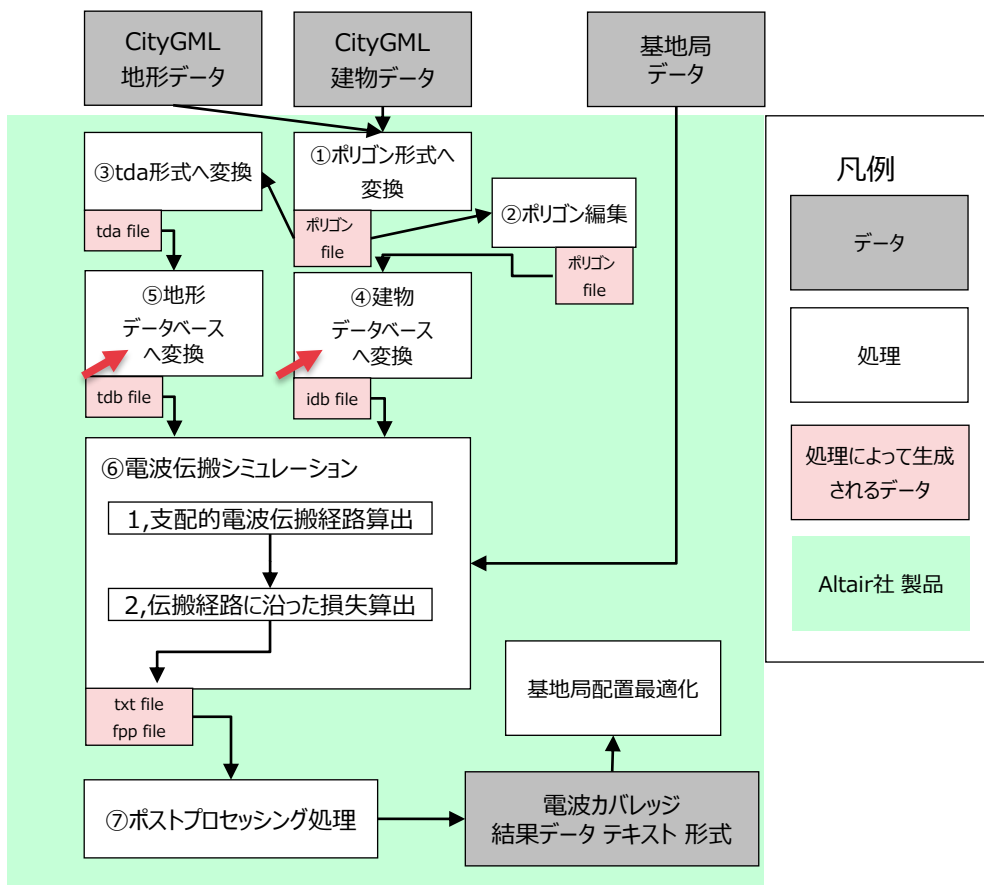 CityGML
地形データ
CityGML
建物データ
基地局
データ
③tda形式へ変換
tda file
①ポリゴン形式へ
変換
ポリゴン
file
②ポリゴン編集
ポリゴン
file
⑤地形
データベース
へ変換
tdb file
④建物
データベース
へ変換
idb file
⑥電波伝搬シミュレーション
1,支配的電波伝搬経路算出
2,伝搬経路に沿った損失算出
txt file
fpp file
⑦ポストプロセッシング処理
基地局配置最適化
電波カバレッジ
結果データ テキスト 形式
凡例
データ
処理
処理によって生成
されるデータ
Altair社 製品